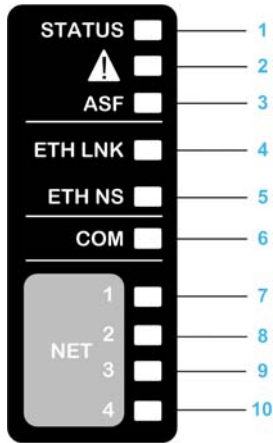 STATUS 1
2
ASF 3
ETH LNK 4
ETH NS 5
COM 6
1 7
NET 2 8
3 9
4 10